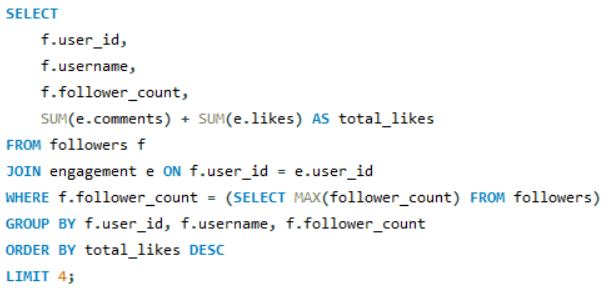 SELECT
f.user_id,
f.username,
f.follower_count,
SUM(e.comments) + SUM(e.likes) AS total_likes
FROM followers f
JOIN engagement e ON f.user_id = e.user_id
WHERE f.follower_count = (SELECT MAX(follower_count) FROM followers)
GROUP BY f.user_id, f.username, f.follower_count
ORDER BY total_likes DESC
LIMIT 4;